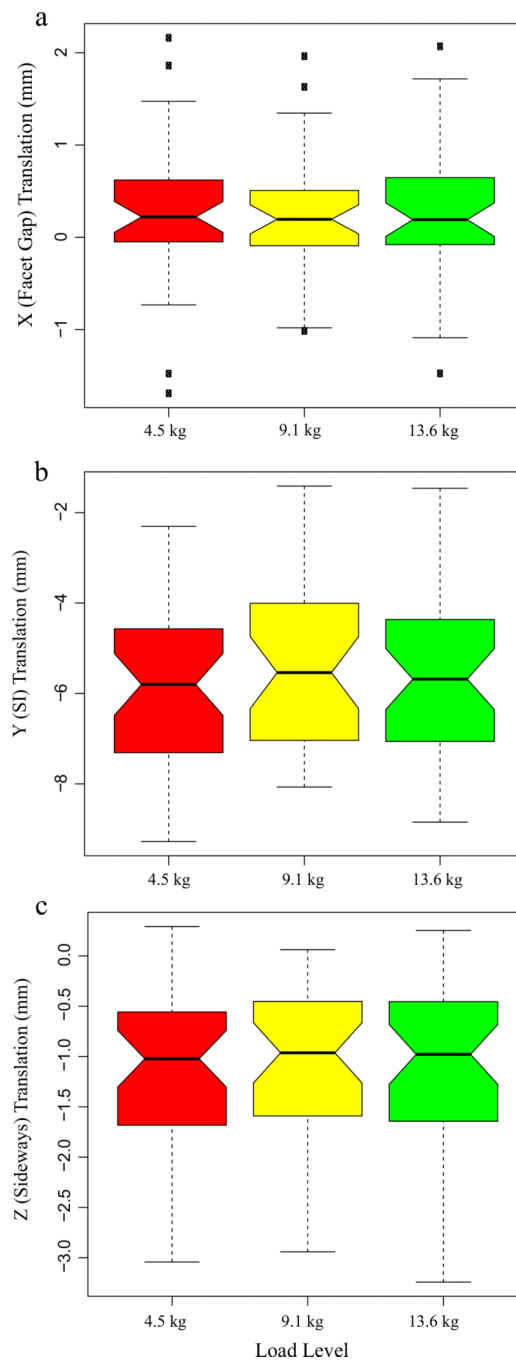 a
X (Facet Gap) Translation (mm)
2
1
0
−1
4.5 kg 9.1 kg 13.6 kg
b
Y (SI) Translation (mm)
−2
−4
−6
−8
4.5 kg 9.1 kg 13.6 kg
c
Z (Sideways) Translation (mm)
0.0
−0.5
−1.0
−1.5
−2.0
−2.5
−3.0
4.5 kg 9.1 kg 13.6 kg
Load Level